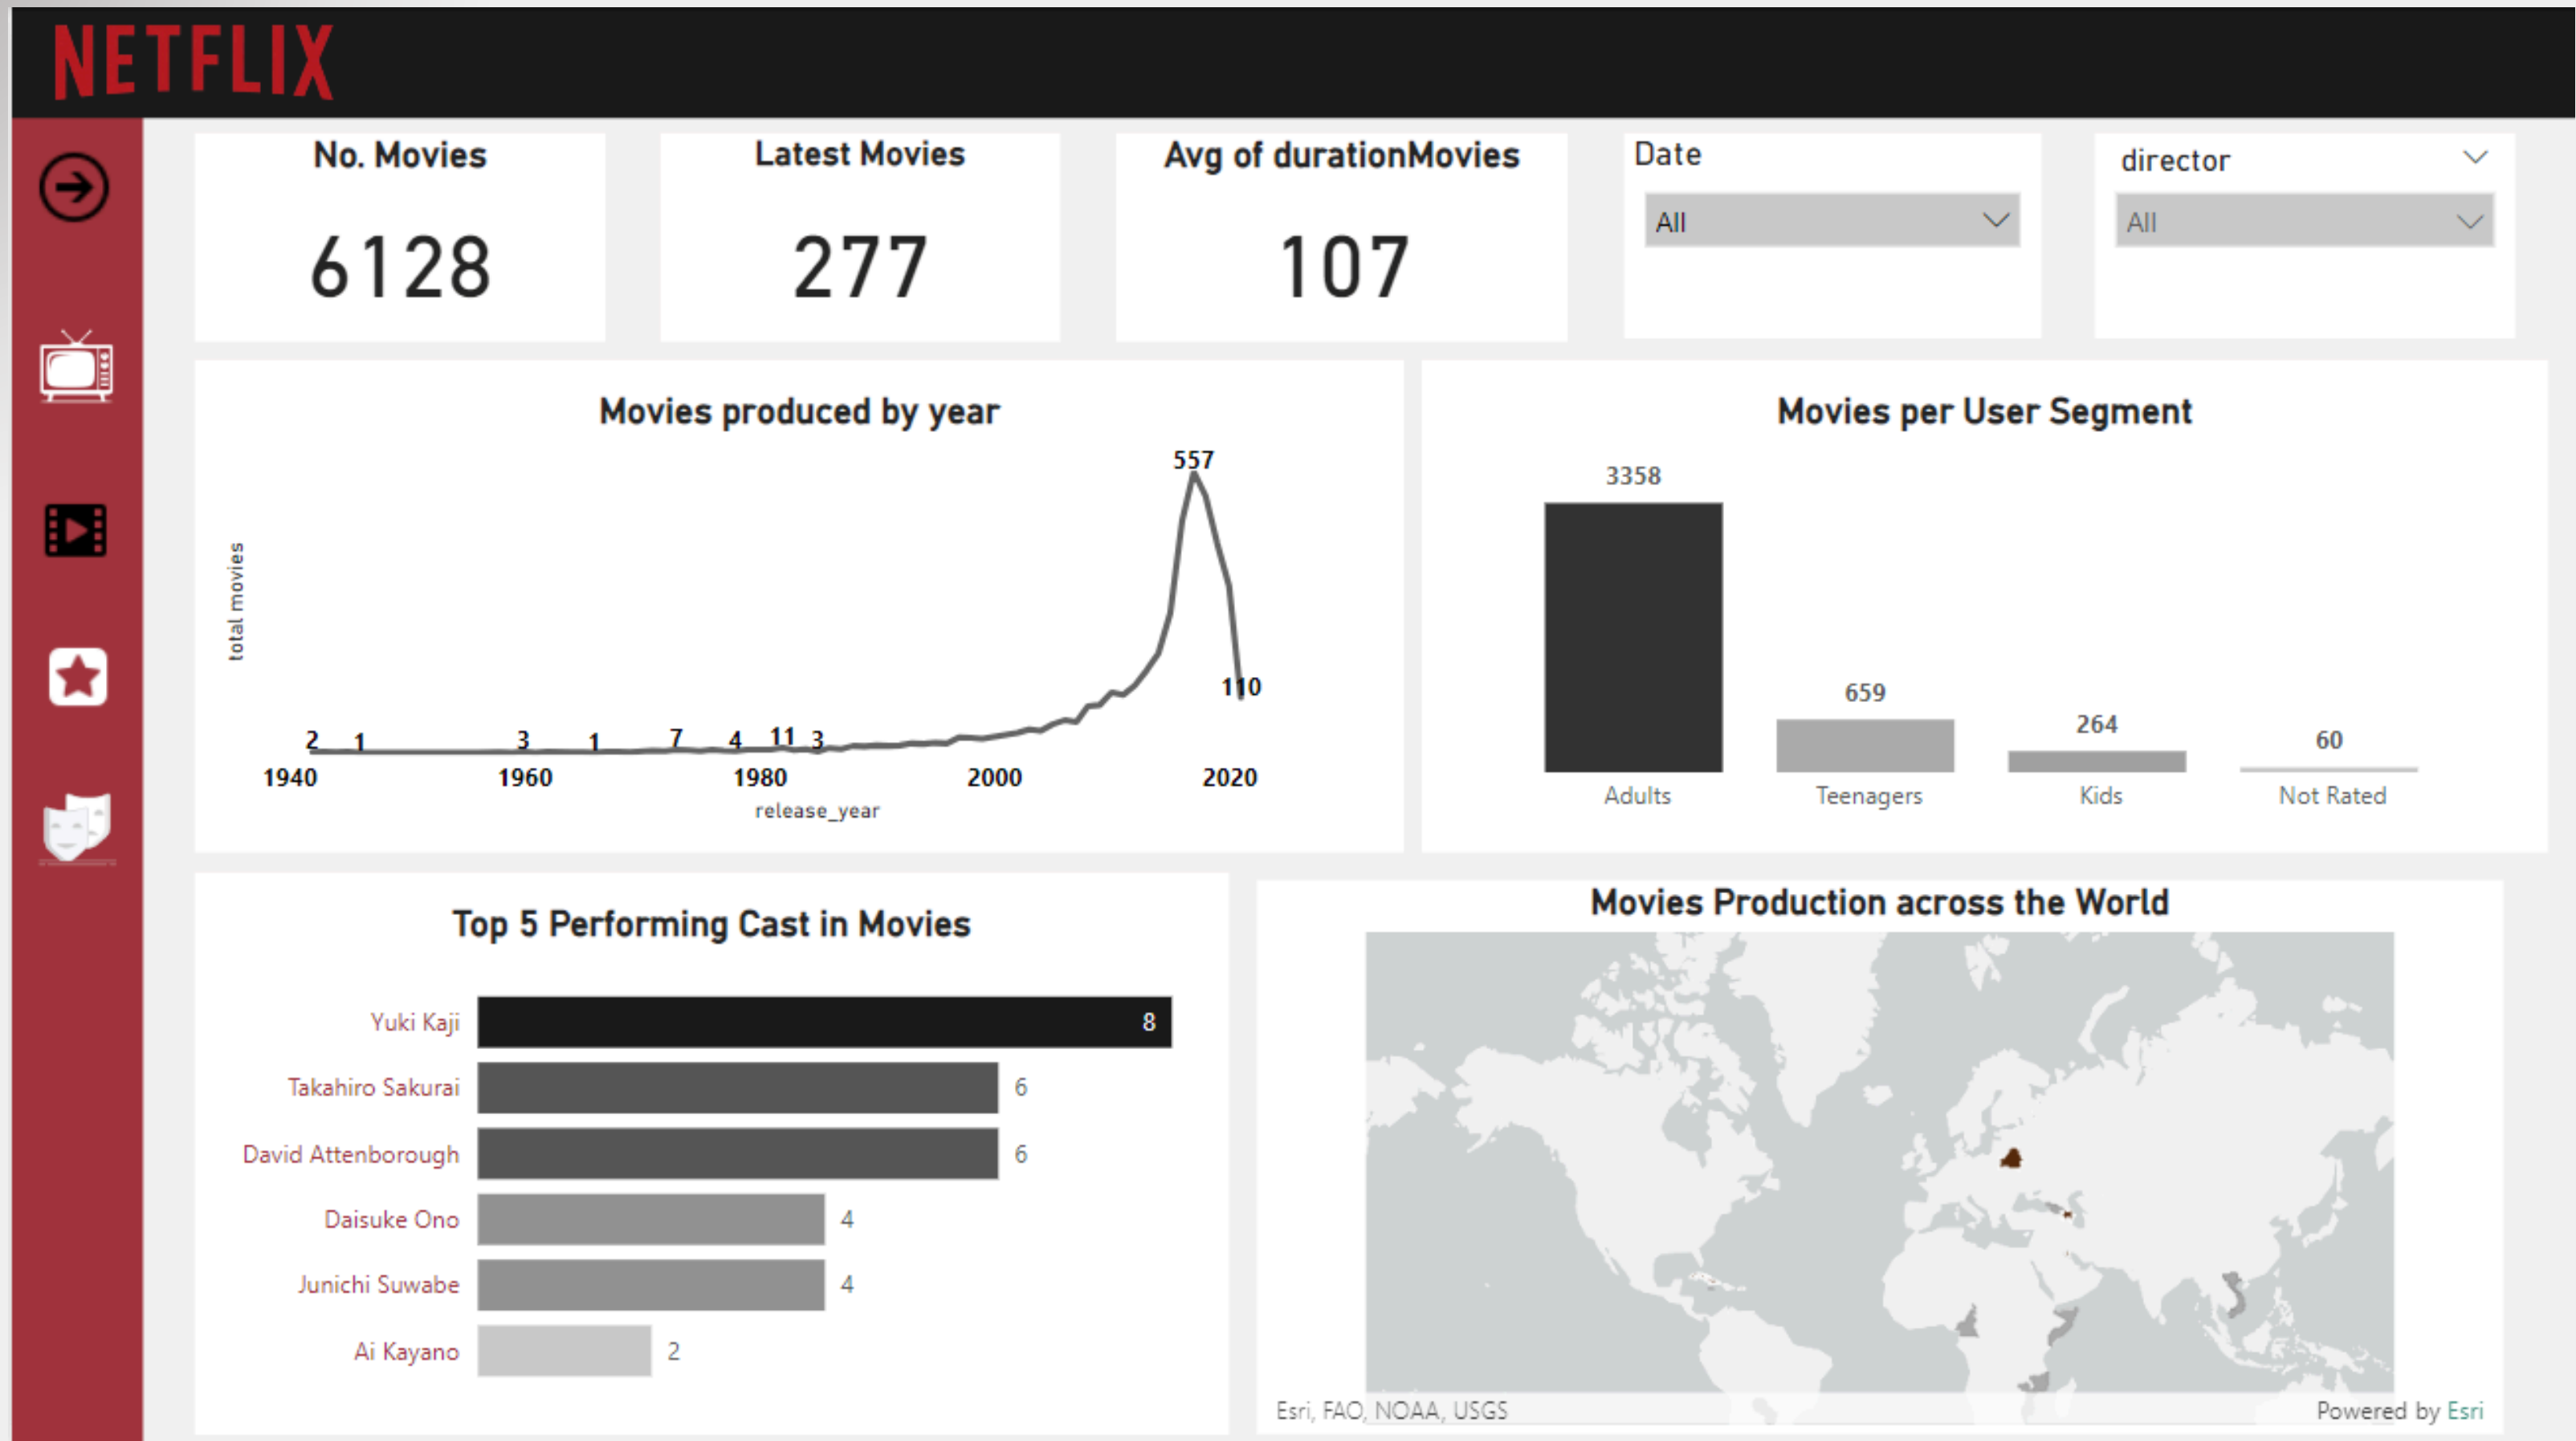 NETFLIX
No. Movies
6128
Latest Movies
277
Avg of durationMovies
107
Date
All
director
All
Movies produced by year
557
110
2
1
3
1
7
4
11
3
total movies
1940
1960
1980
2000
2020
release_year
Movies per User Segment
3358
659
264
60
Adults
Teenagers
Kids
Not Rated
Top 5 Performing Cast in Movies
Yuki Kaji
8
Takahiro Sakurai
6
David Attenborough
6
Daisuke Ono
4
Junichi Suwabe
4
Ai Kayano
2
Movies Production across the World
Esri, FAO, NOAA, USGS
Powered by Esri